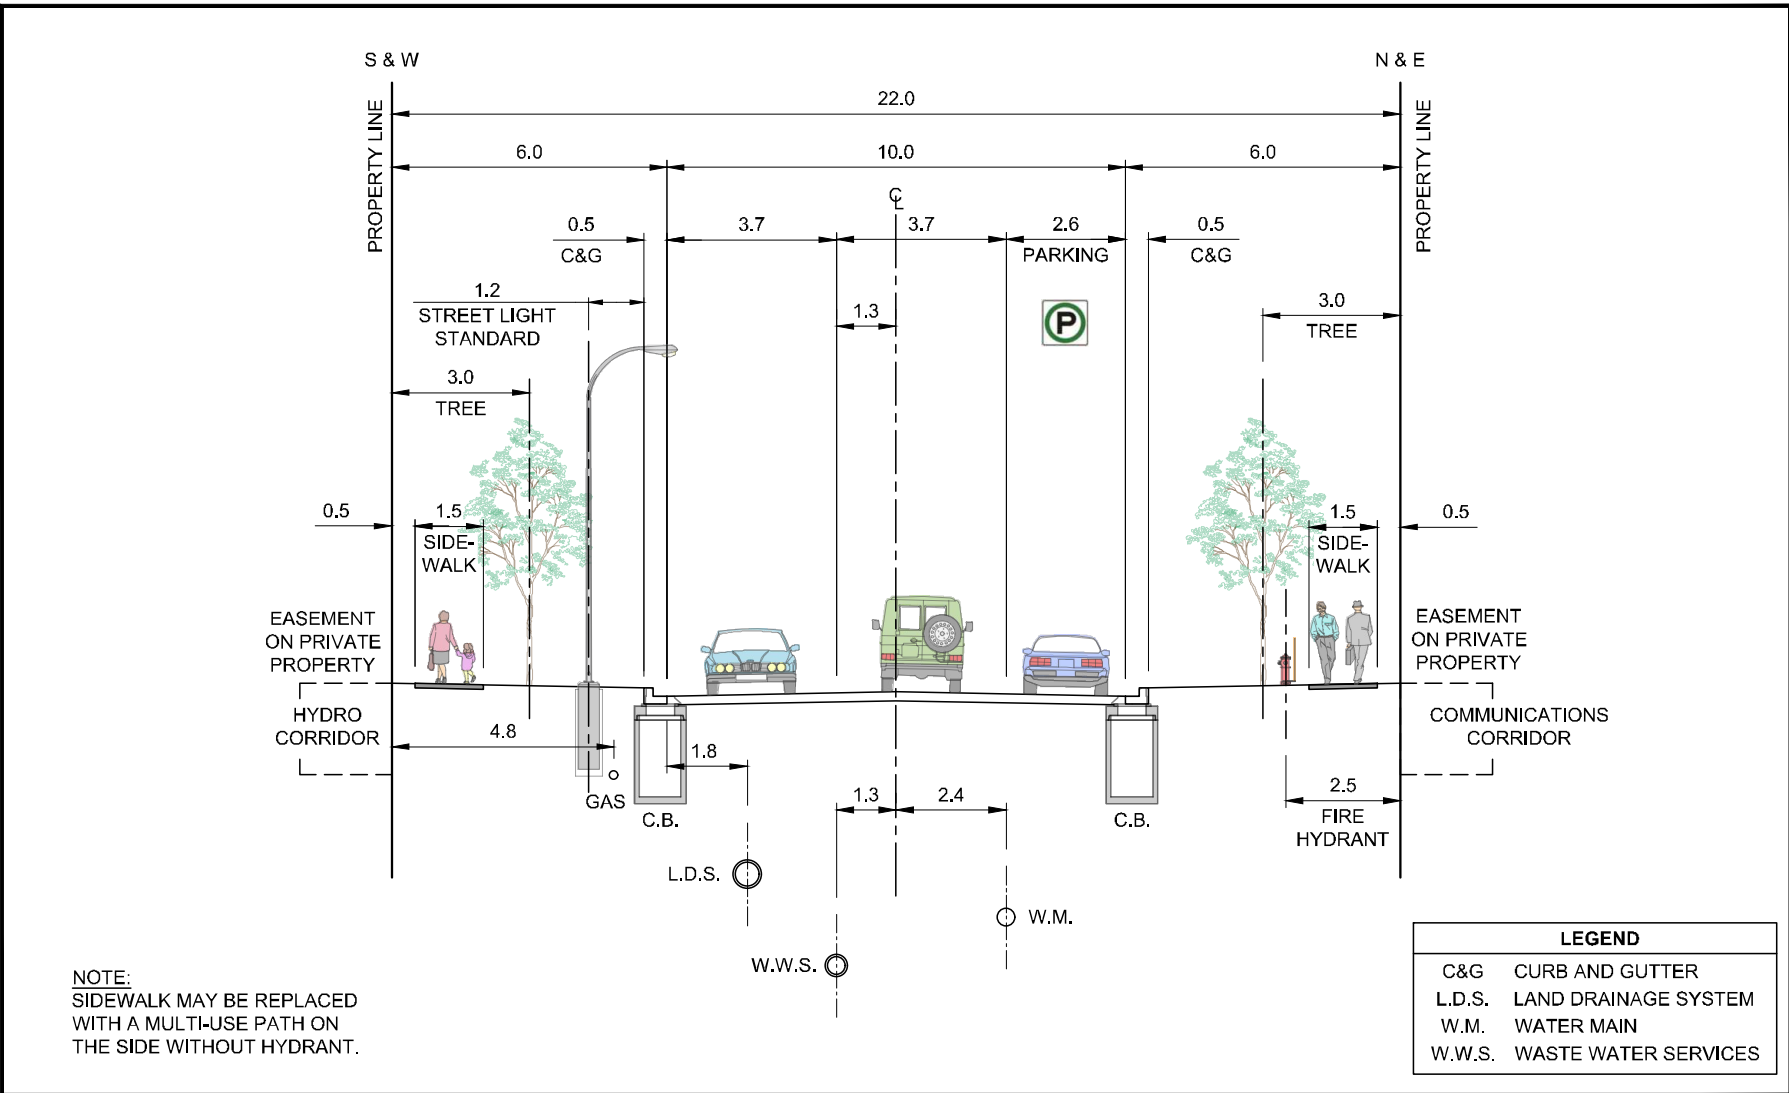 S & W
N & E
PROPERTY LINE
PROPERTY LINE
22.0
6.0
10.0
6.0
℄
0.5
C&G
3.7
3.7
2.6
PARKING
0.5
C&G
1.2
STREET LIGHT
STANDARD
1.3
P
3.0
TREE
3.0
TREE
0.5
1.5
SIDE-
WALK
1.5
SIDE-
WALK
0.5
EASEMENT
ON PRIVATE
PROPERTY
EASEMENT
ON PRIVATE
PROPERTY
HYDRO
CORRIDOR
COMMUNICATIONS
CORRIDOR
4.8
1.8
GAS
C.B.
1.3
2.4
C.B.
2.5
FIRE
HYDRANT
L.D.S.
W.M.
W.W.S.
NOTE:
SIDEWALK MAY BE REPLACED
WITH A MULTI-USE PATH ON
THE SIDE WITHOUT HYDRANT.
LEGEND
C&G CURB AND GUTTER
L.D.S. LAND DRAINAGE SYSTEM
W.M. WATER MAIN
W.W.S. WASTE WATER SERVICES